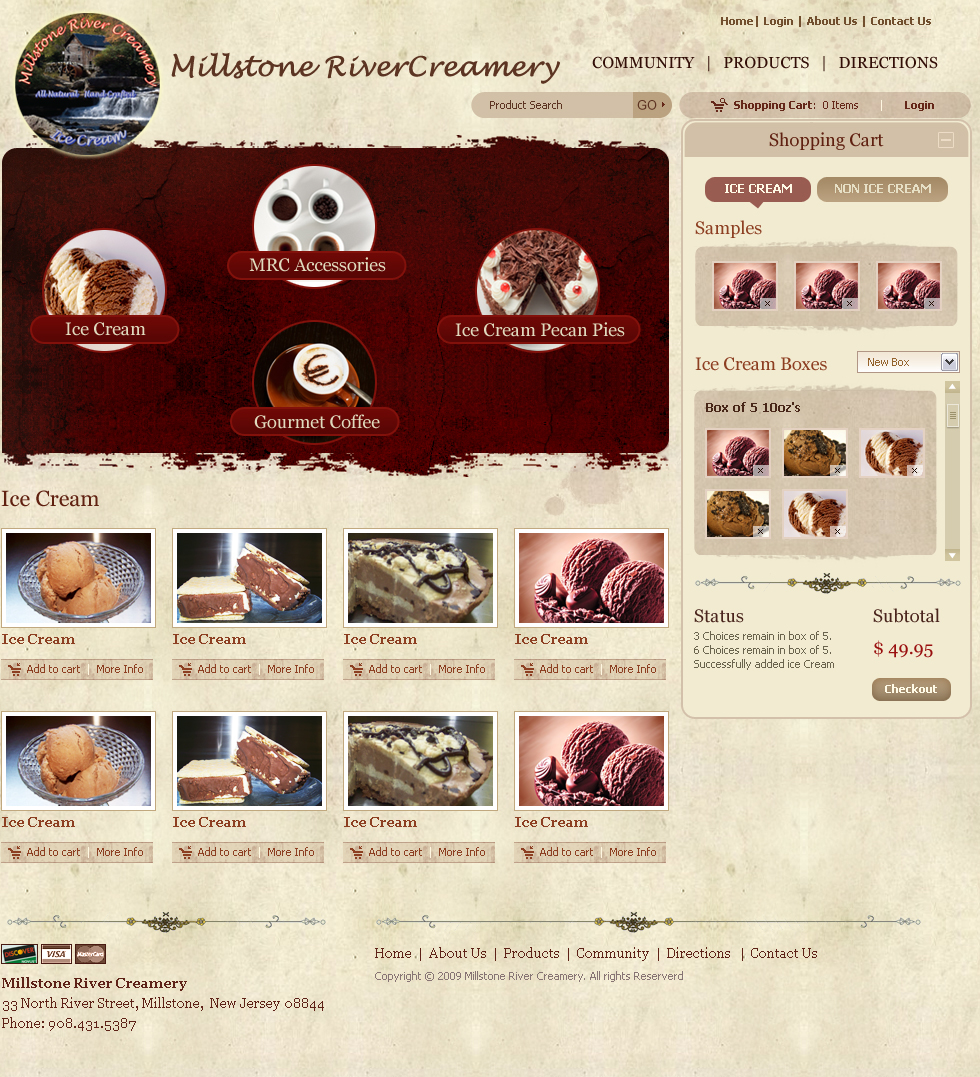 Home | Login | About Us | Contact Us
Millstone River Creamery
All Natural Hand Crafted
Ice Cream
Millstone RiverCreamery
COMMUNITY | PRODUCTS | DIRECTIONS
Product Search GO
Shopping Cart: 0 Items | Login
MRC Accessories
Ice Cream
Ice Cream Pecan Pies
Gourmet Coffee
Shopping Cart
ICE CREAM NON ICE CREAM
Samples
Ice Cream Boxes New Box
Box of 5 10oz's
Status Subtotal
3 Choices remain in box of 5.
6 Choices remain in box of 5.
Successfully added ice Cream
$ 49.95
Checkout
Ice Cream
Ice Cream Ice Cream Ice Cream Ice Cream
Add to cart | More Info Add to cart | More Info Add to cart | More Info Add to cart | More Info
Ice Cream Ice Cream Ice Cream Ice Cream
Add to cart | More Info Add to cart | More Info Add to cart | More Info Add to cart | More Info
DISCOVER VISA MasterCard
Millstone River Creamery
33 North River Street, Millstone, New Jersey 08844
Phone: 908.431.5387
Home | About Us | Products | Community | Directions | Contact Us
Copyright © 2009 Millstone River Creamery. All rights Reserverd